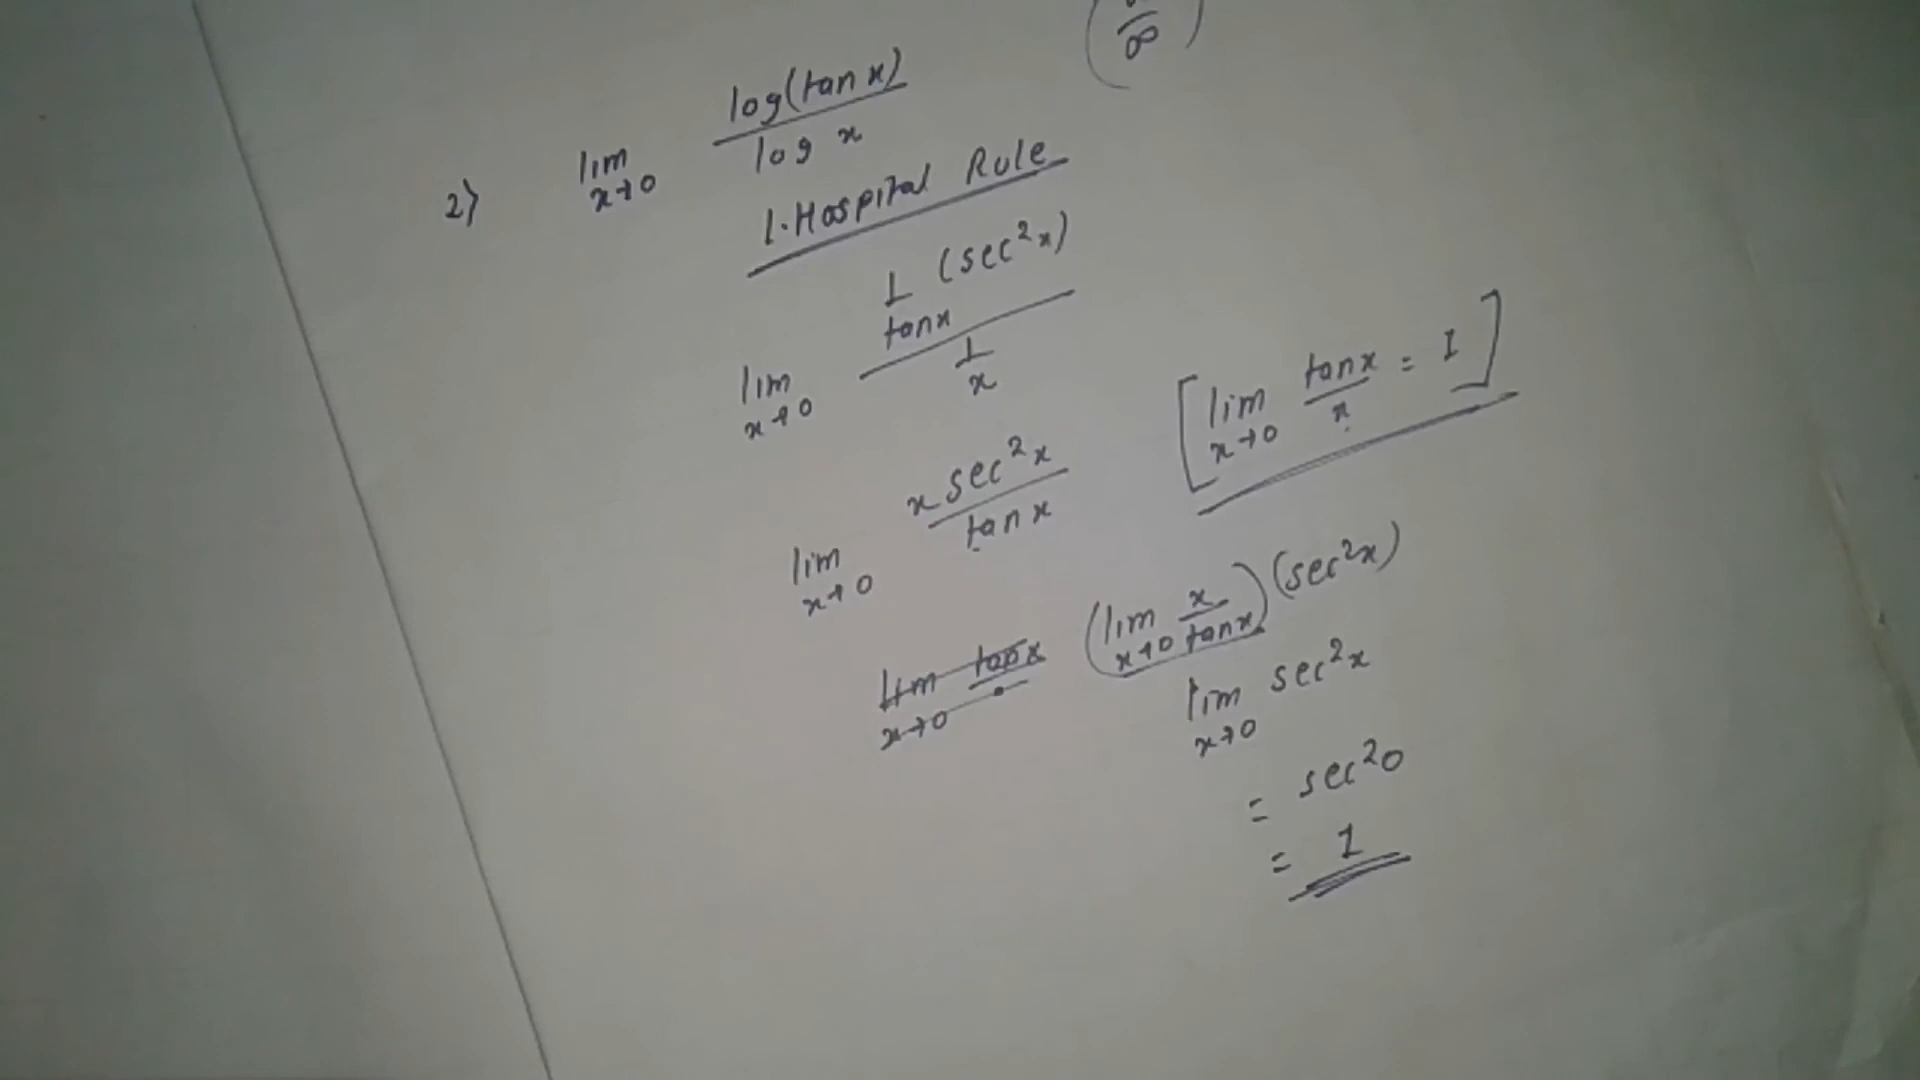 (∞/∞)
2) lim x→0 log(tan x) / log x
l.Hospital Rule
lim x→0 1/tanx (sec²x) / 1/x
[lim x→0 tanx/x = 1]
lim x→0 x sec²x / tanx
lim x→0 tanx (lim x→0 x/tanx)(sec²x)
lim x→0 sec²x
= sec²0
= 1